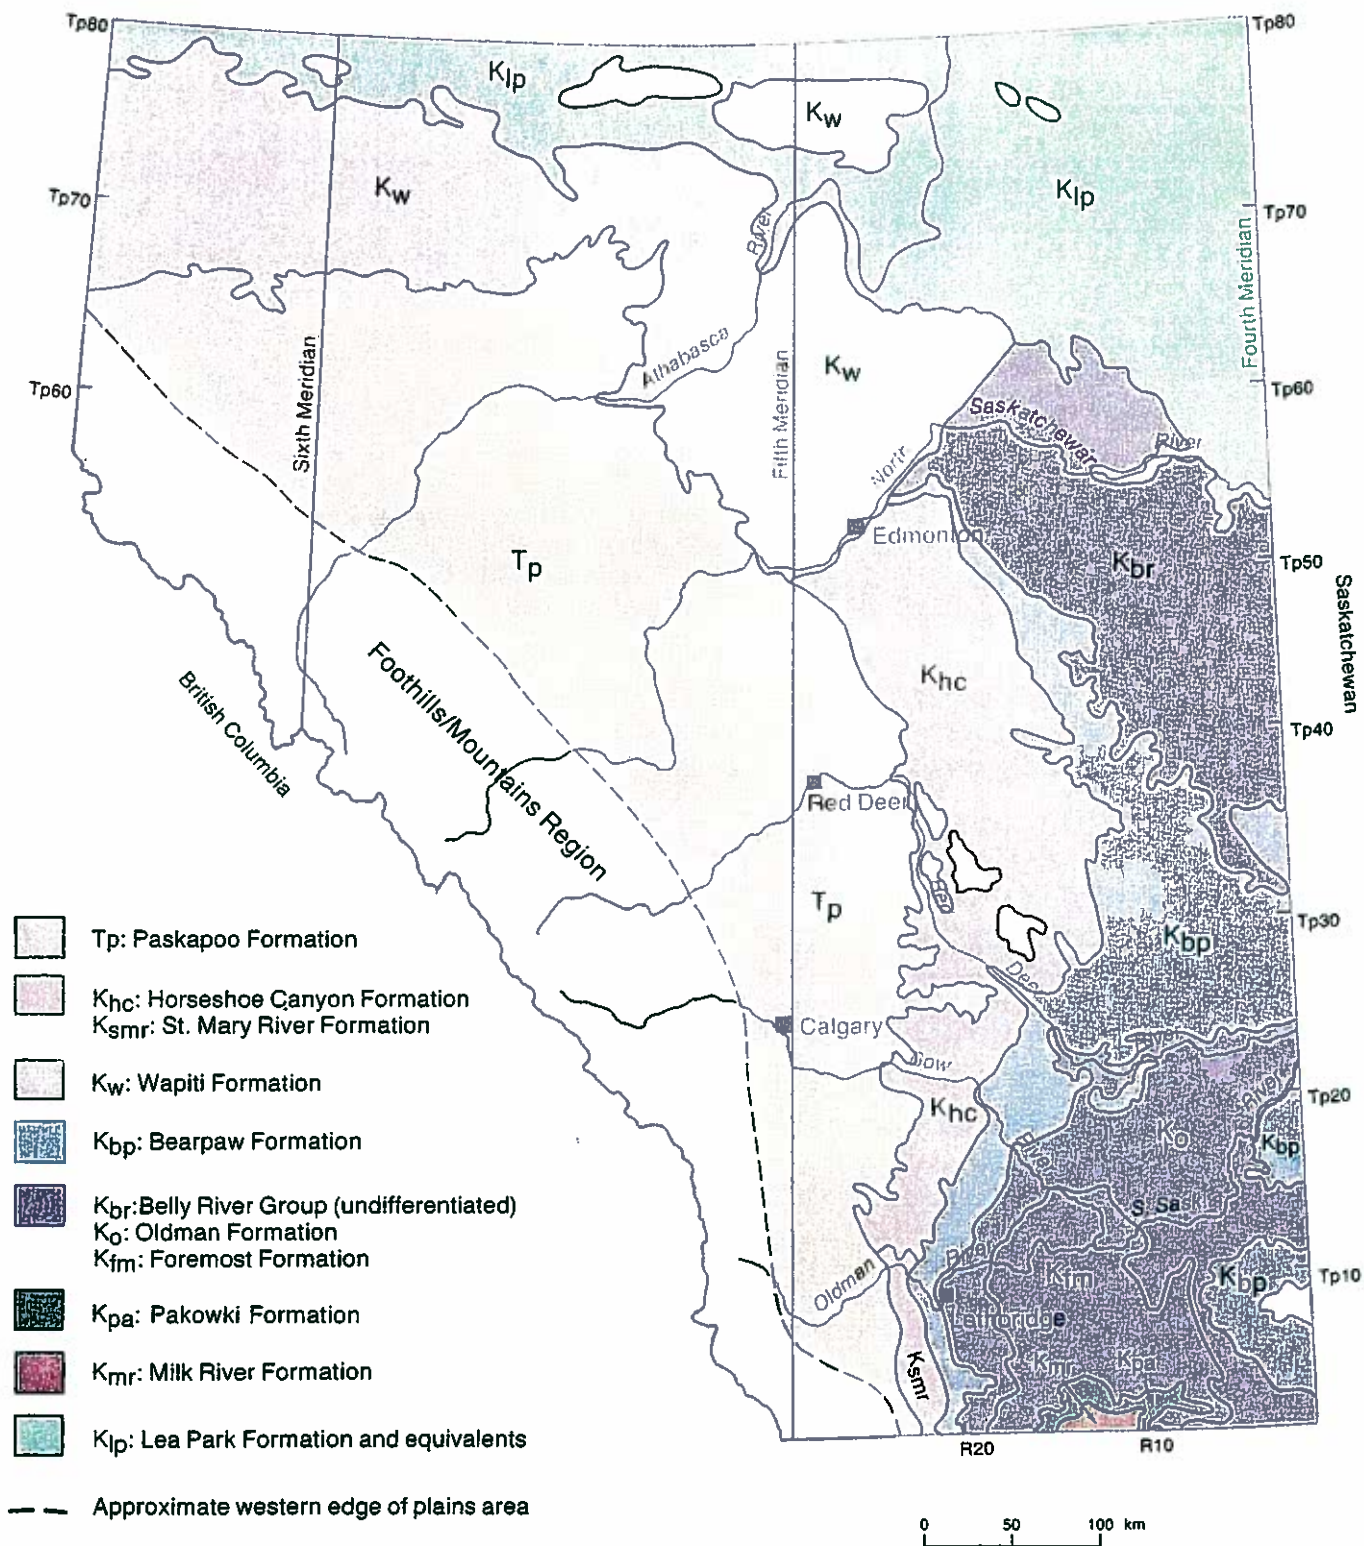 Tp80
Tp80
Klp
Kw
Klp
Tp70
Kw
Tp70
River
Fourth Meridian
Athabasca
Sixth Meridian
Fifth Meridian
Kw
Tp60
Tp60
Saskatchewan
River
North
Edmonton
Tp
Kbr
Tp50
Saskatchewan
Foothills/Mountains Region
British Columbia
Khc
Tp40
Red Deer
Red
Tp
Tp30
Kbp
Deer
Calgary
Bow
Khc
Tp20
River
Ko
Kbp
River
S. Sa
River
Oldman
Kfm
Kbp
Tp10
Lethbridge
Ksmr
Kmr
Kpa
R20
R10
Tp: Paskapoo Formation
Khc: Horseshoe Canyon Formation
Ksmr: St. Mary River Formation
Kw: Wapiti Formation
Kbp: Bearpaw Formation
Kbr:Belly River Group (undifferentiated)
Ko: Oldman Formation
Kfm: Foremost Formation
Kpa: Pakowki Formation
Kmr: Milk River Formation
Klp: Lea Park Formation and equivalents
Approximate western edge of plains area
0 50 100 km